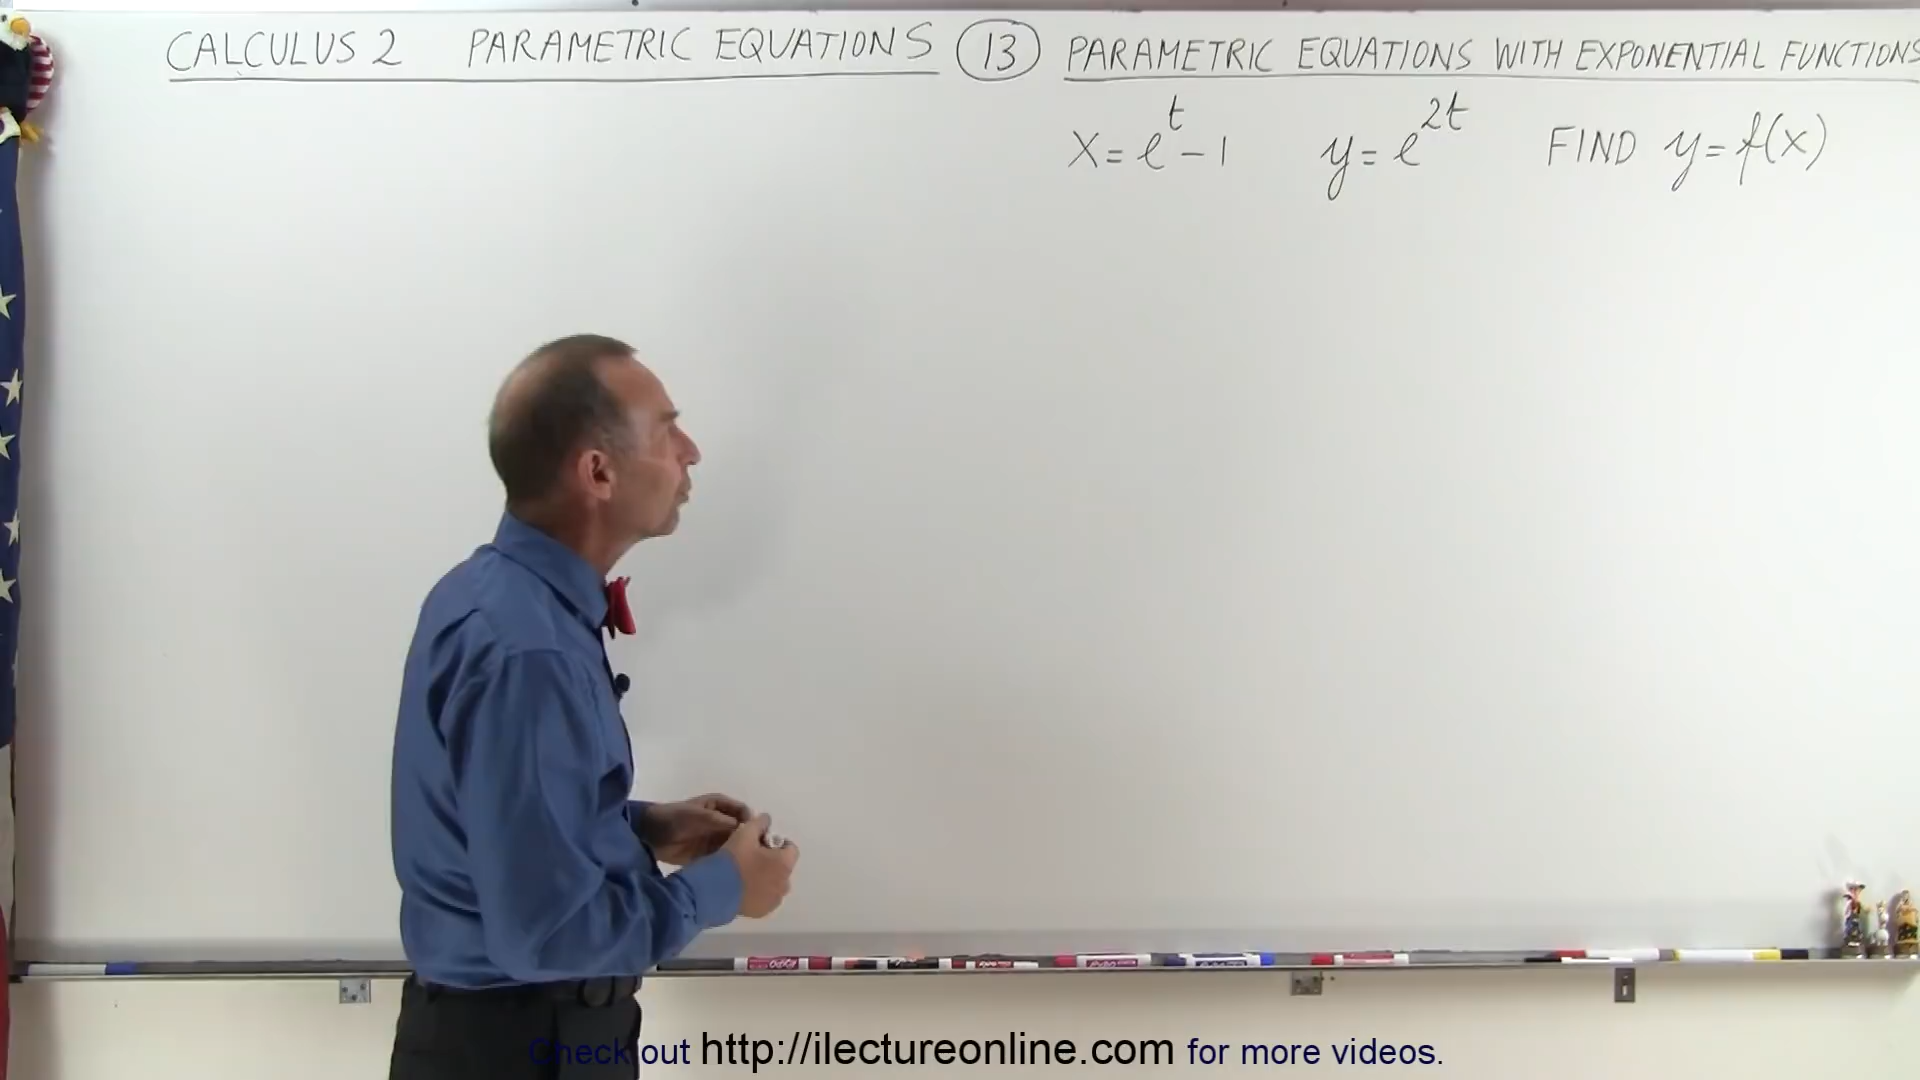 CALCULUS 2 PARAMETRIC EQUATIONS 13 PARAMETRIC EQUATIONS WITH EXPONENTIAL FUNCTIONS
x = e^t - 1 y = e^2t FIND y = f(x)
Check out http://ilectureonline.com for more videos.